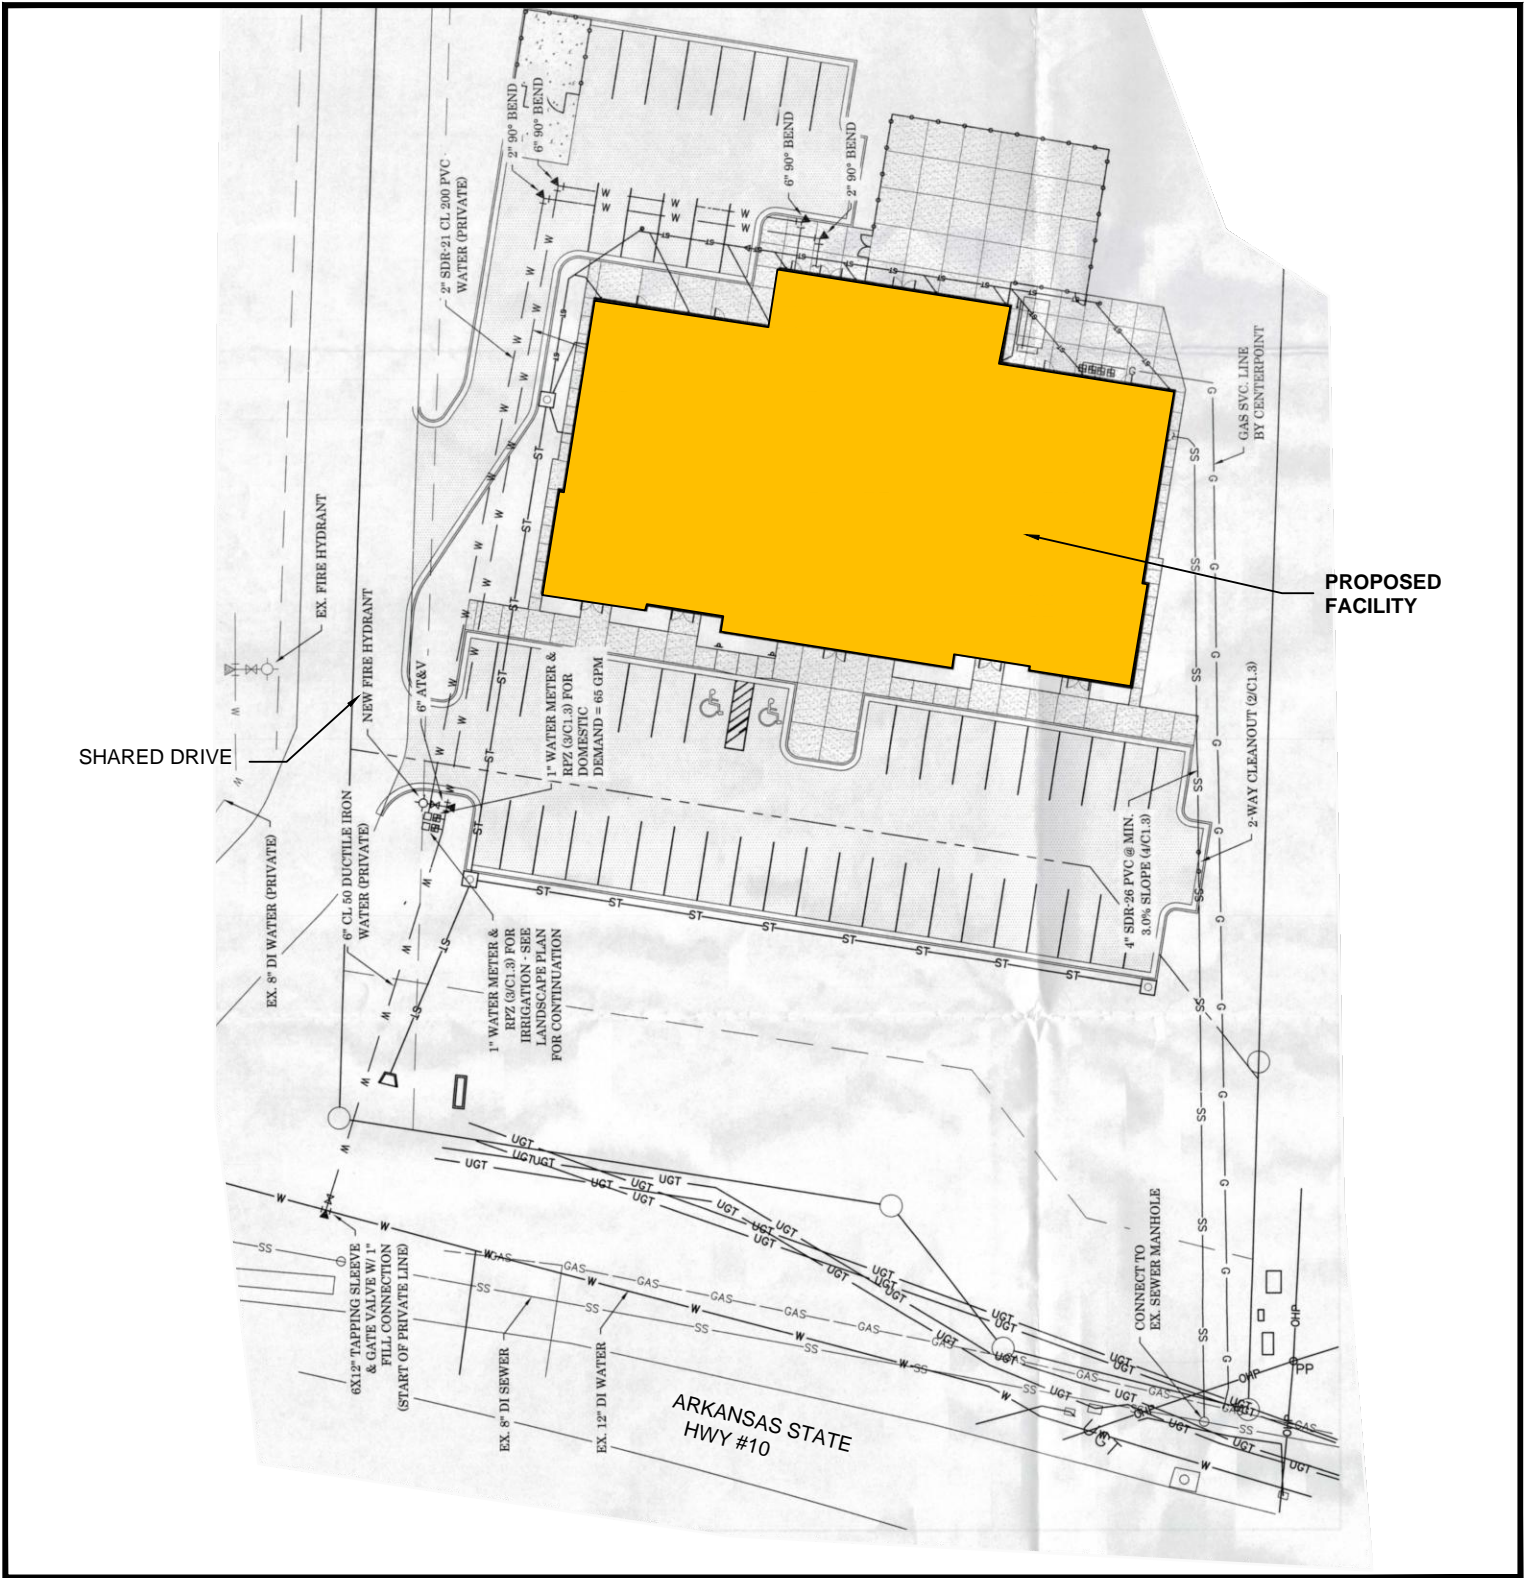 2" 90° BEND
6" 90° BEND
6" 90° BEND
2" 90° BEND
2" SDR-21 CL 200 PVC
WATER (PRIVATE)
GAS SVC. LINE
BY CENTERPOINT
EX. FIRE HYDRANT
NEW FIRE HYDRANT
6" AT&V
SHARED DRIVE
PROPOSED
FACILITY
1" WATER METER &
RPZ (3/C1.3) FOR
DOMESTIC
DEMAND = 65 GPM
2-WAY CLEANOUT (2/C1.3)
4" SDR-26 PVC @ MIN.
3.0% SLOPE (4/C1.3)
EX. 8" DI WATER (PRIVATE)
6" CL 50 DUCTILE IRON
WATER (PRIVATE)
1" WATER METER &
RPZ (3/C1.3) FOR
IRRIGATION - SEE
LANDSCAPE PLAN
FOR CONTINUATION
6X12" TAPPING SLEEVE
& GATE VALVE W/ 1"
FILL CONNECTION
(START OF PRIVATE LINE)
EX. 8" DI SEWER
EX. 12" DI WATER
CONNECT TO
EX. SEWER MANHOLE
ARKANSAS STATE
HWY #10
W
ST
SS
G
UGT
GAS
OHP
PP